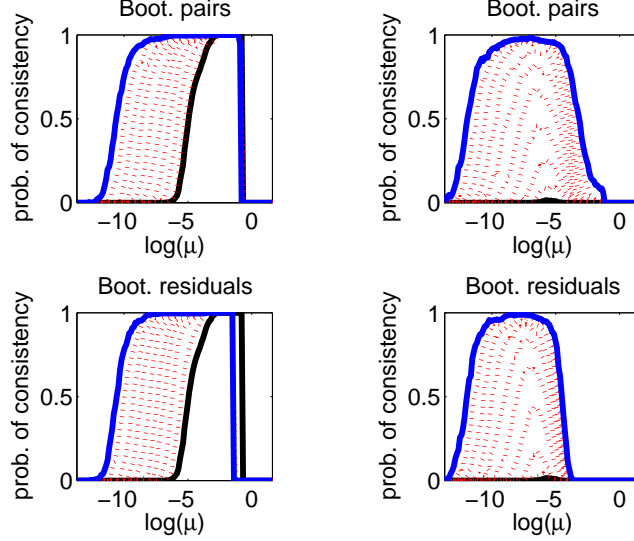 Boot. pairs
prob. of consistency
1
0.5
0
−10 −5 0
log(μ)
Boot. pairs
prob. of consistency
1
0.5
0
−10 −5 0
log(μ)
Boot. residuals
prob. of consistency
1
0.5
0
−10 −5 0
log(μ)
Boot. residuals
prob. of consistency
1
0.5
0
−10 −5 0
log(μ)